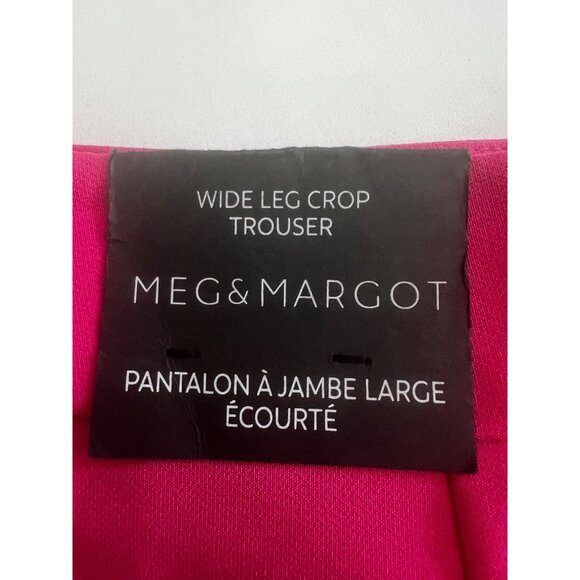 WIDE LEG CROP
TROUSER
MEG&MARGOT
PANTALON À JAMBE LARGE
ÉCOURTÉ